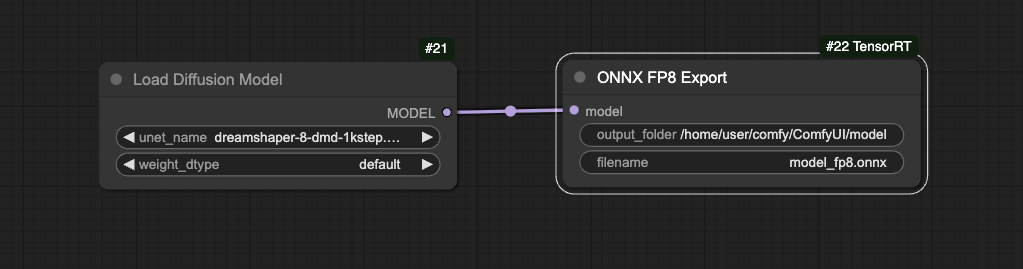 #21
Load Diffusion Model
MODEL
unet_name dreamshaper-8-dmd-1kstep....
weight_dtype default
#22 TensorRT
ONNX FP8 Export
model
output_folder /home/user/comfy/ComfyUI/model
filename model_fp8.onnx